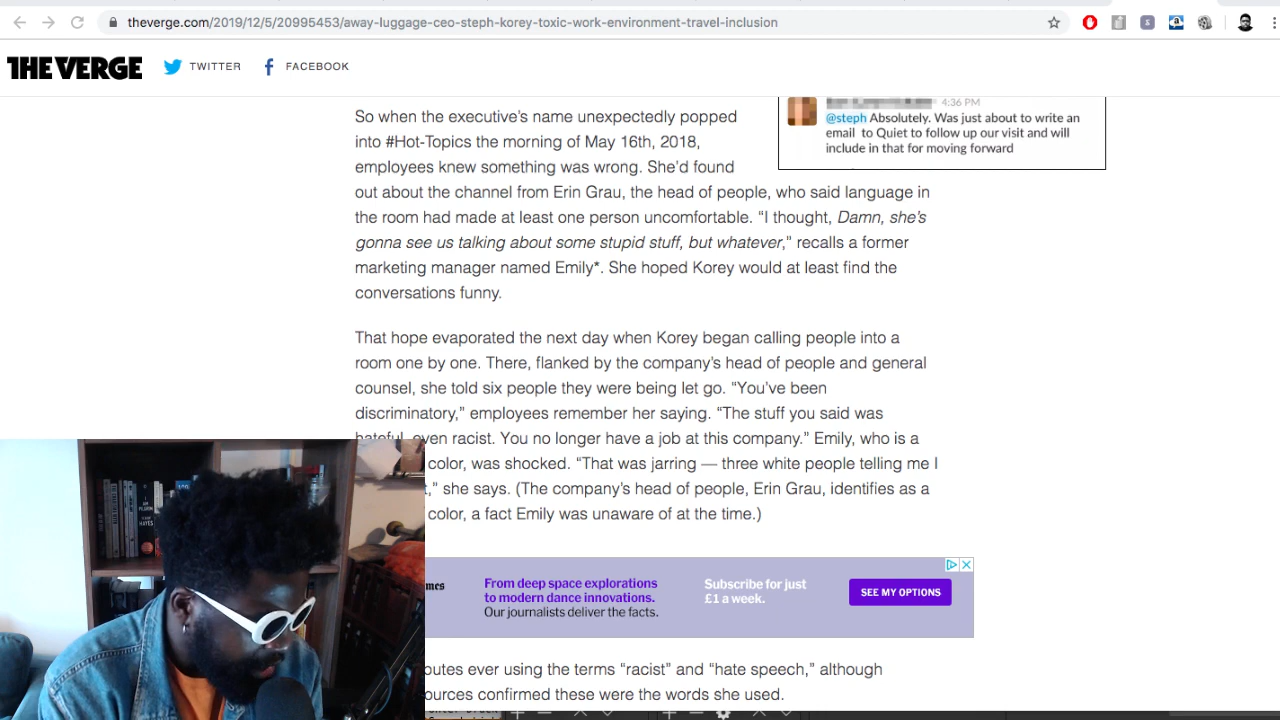 theverge.com/2019/12/5/20995453/away-luggage-ceo-steph-korey-toxic-work-environment-travel-inclusion
THE VERGE
TWITTER
FACEBOOK
So when the executive’s name unexpectedly popped
into #Hot-Topics the morning of May 16th, 2018,
employees knew something was wrong. She’d found
out about the channel from Erin Grau, the head of people, who said language in
the room had made at least one person uncomfortable. “I thought, Damn, she’s
gonna see us talking about some stupid stuff, but whatever,” recalls a former
marketing manager named Emily*. She hoped Korey would at least find the
conversations funny.
4:36 PM
@steph Absolutely. Was just about to write an
email to Quiet to follow up our visit and will
include in that for moving forward
That hope evaporated the next day when Korey began calling people into a
room one by one. There, flanked by the company’s head of people and general
counsel, she told six people they were being let go. “You’ve been
discriminatory,” employees remember her saying. “The stuff you said was
hateful, even racist. You no longer have a job at this company.” Emily, who is a
color, was shocked. “That was jarring — three white people telling me I
,” she says. (The company’s head of people, Erin Grau, identifies as a
color, a fact Emily was unaware of at the time.)
mes
From deep space explorations
to modern dance innovations.
Our journalists deliver the facts.
Subscribe for just
£1 a week.
SEE MY OPTIONS
putes ever using the terms “racist” and “hate speech,” although
ources confirmed these were the words she used.